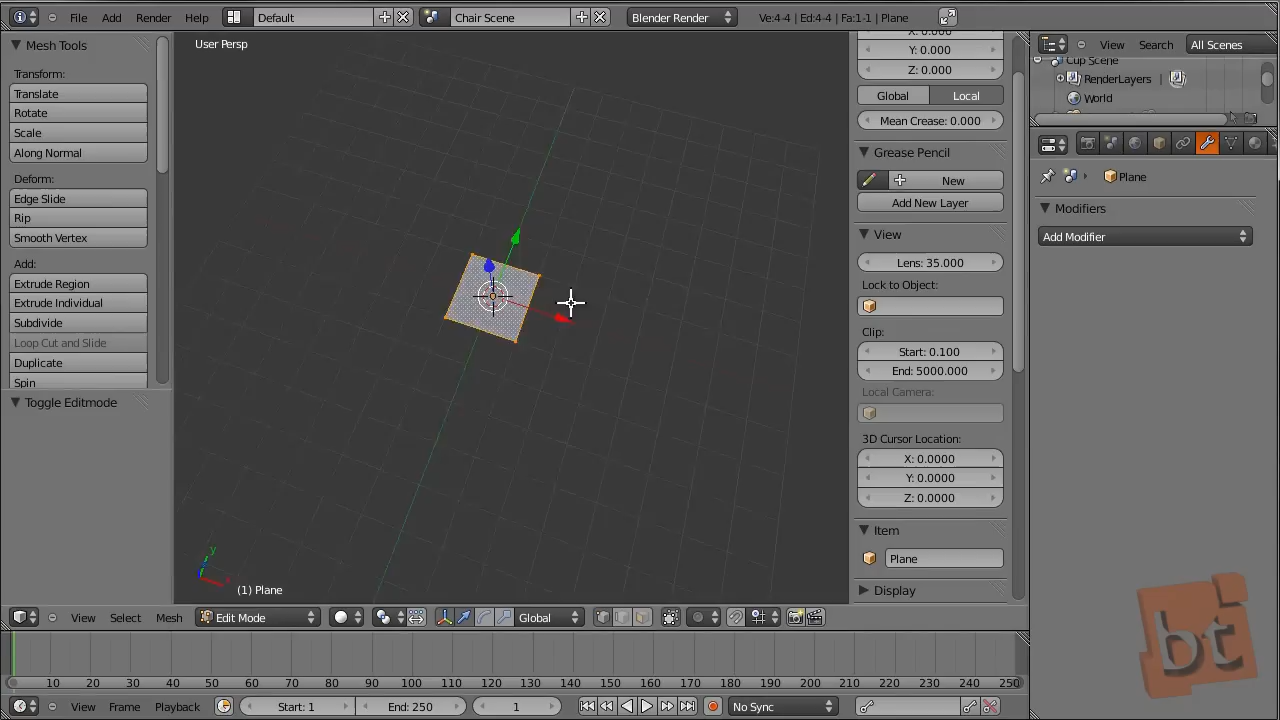 File Add Render Help Default Chair Scene Blender Render Ve:4-4 | Ed:4-4 | Fa:1-1 | Plane
Mesh Tools
Transform:
Translate
Rotate
Scale
Along Normal
Deform:
Edge Slide
Rip
Smooth Vertex
Add:
Extrude Region
Extrude Individual
Subdivide
Loop Cut and Slide
Duplicate
Spin
Toggle Editmode
User Persp
y
x
(1) Plane
X: 0.000
Y: 0.000
Z: 0.000
Global Local
Mean Crease: 0.000
Grease Pencil
New
Add New Layer
View
Lens: 35.000
Lock to Object:
Clip:
Start: 0.100
End: 5000.000
Local Camera:
3D Cursor Location:
X: 0.0000
Y: 0.0000
Z: 0.0000
Item
Plane
Display
View Search All Scenes
Cup Scene
RenderLayers |
World
Plane
Modifiers
Add Modifier
View Select Mesh Edit Mode Global
10 20 30 40 50 60 70 80 90 100 110 120 130 140 150 160 170 180 190 200 210 220 230 240 250
View Frame Playback Start: 1 End: 250 1 No Sync
bt